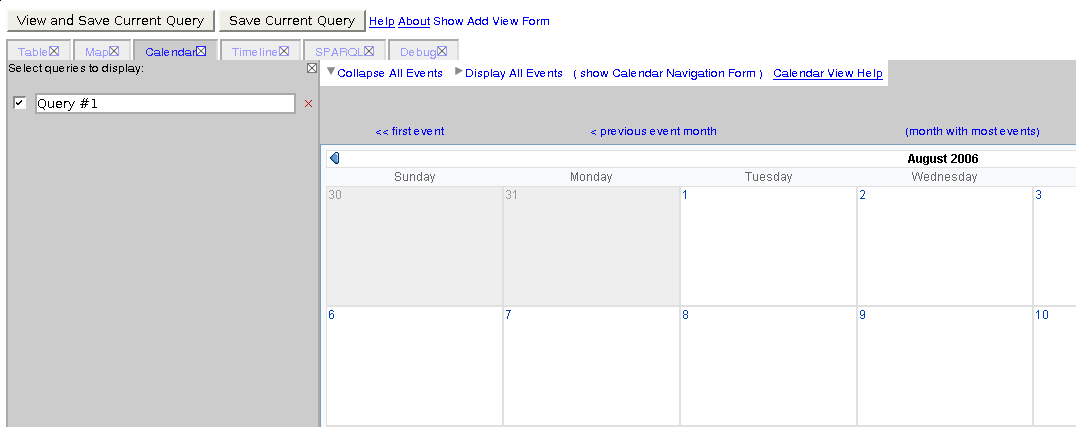 View and Save Current Query Save Current Query Help About Show Add View Form
Table Map Calendar Timeline SPARQL Debug
Select queries to display:
Collapse All Events Display All Events ( show Calendar Navigation Form ) Calendar View Help
Query #1
<< first event < previous event month (month with most events)
August 2006
Sunday Monday Tuesday Wednesday
30 31 1 2 3
6 7 8 9 10